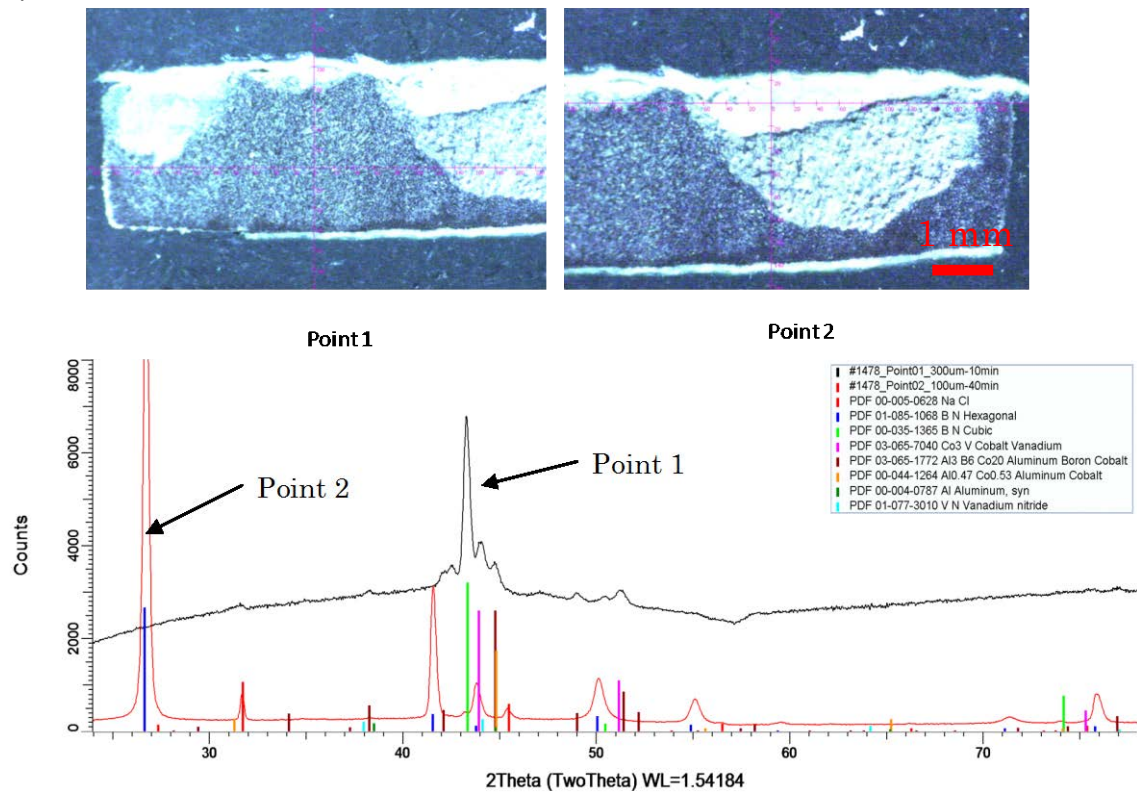 1 mm
Point 1
Point 2
8000
6000
4000
2000
0
Counts
Point 2
Point 1
#1478_Point01_300um-10min
#1478_Point02_100um-40min
PDF 00-005-0628 Na Cl
PDF 01-085-1068 B N Hexagonal
PDF 00-035-1365 B N Cubic
PDF 03-065-7040 Co3 V Cobalt Vanadium
PDF 03-065-1772 Al3 B6 Co20 Aluminum Boron Cobalt
PDF 00-044-1264 Al0.47 Co0.53 Aluminum Cobalt
PDF 00-004-0787 Al Aluminum, syn
PDF 01-077-3010 V N Vanadium nitride
30 40 50 60 70
2Theta (TwoTheta) WL=1.54184